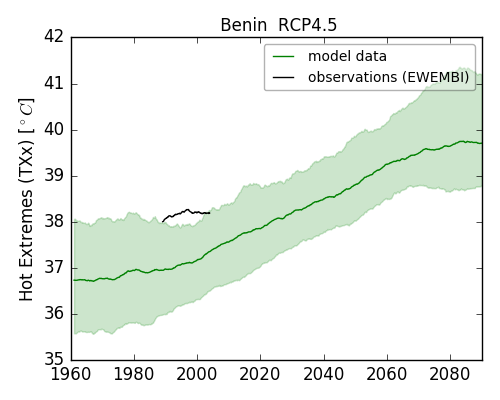 Benin  RCP4.5
model data
observations (EWEMBI)
Hot Extremes (TXx) [°C]
42
41
40
39
38
37
36
35
1960 1980 2000 2020 2040 2060 2080